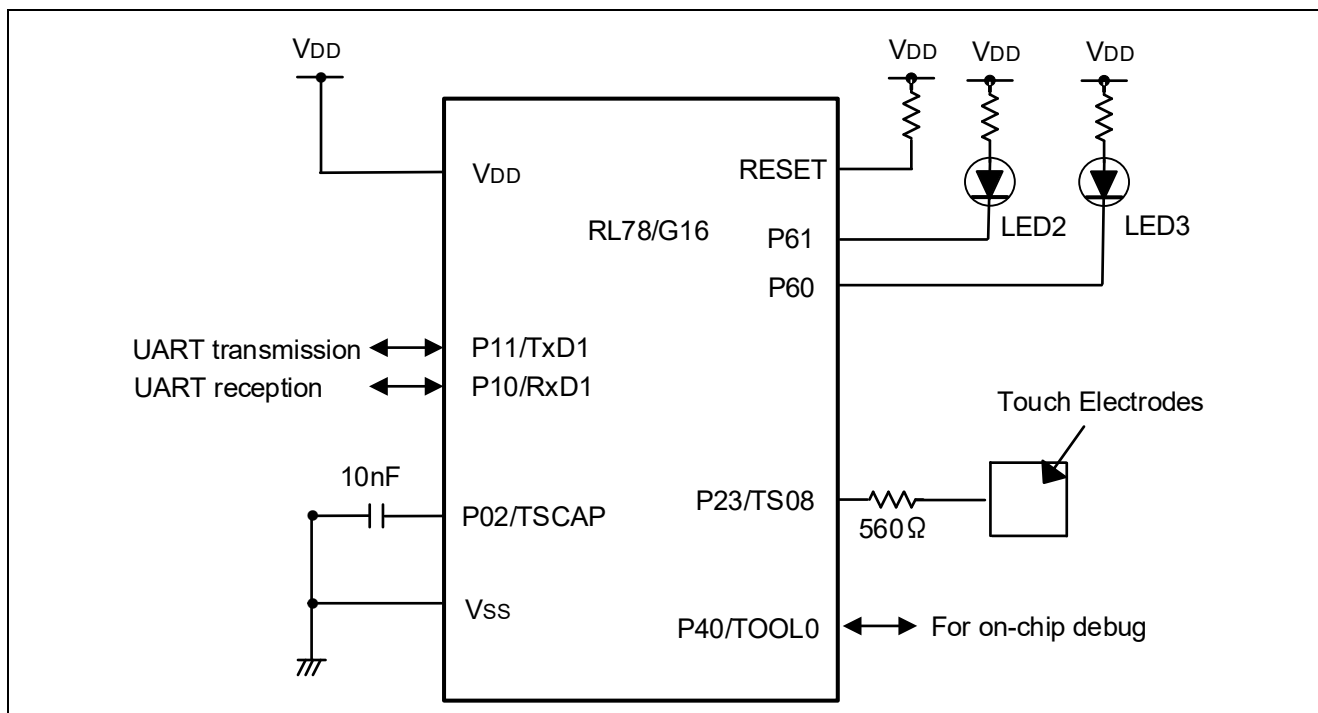 VDD
VDD
VDD
VDD
VDD
RESET
RL78/G16
P61
LED2
LED3
P60
UART transmission
P11/TxD1
UART reception
P10/RxD1
Touch Electrodes
10nF
P02/TSCAP
P23/TS08
560Ω
VSS
P40/TOOL0
For on-chip debug